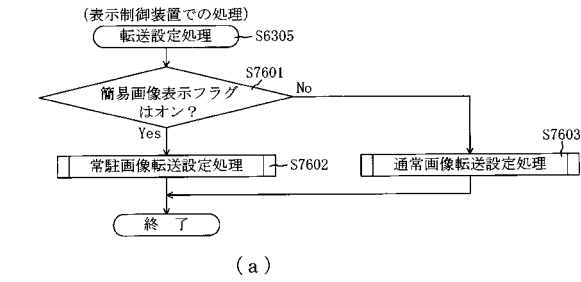 (表示制御装置での処理)
転送設定処理
S6305
S7601
簡易画像表示フラグ
はオン？
No
Yes
S7603
常駐画像転送設定処理
S7602
通常画像転送設定処理
終 了
(a)